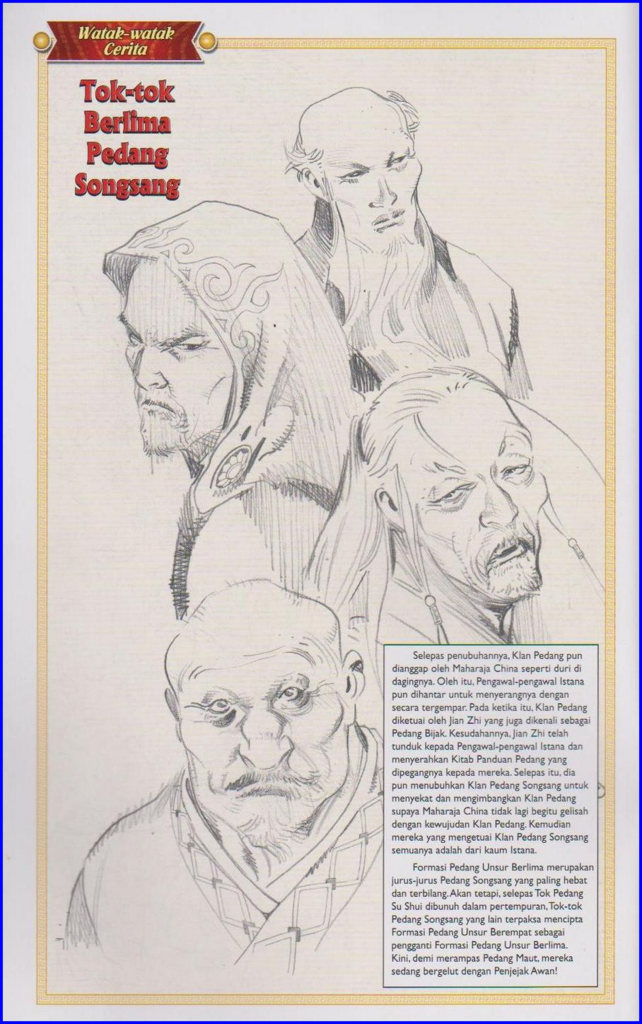 Watak-watak
Cerita
Tok-tok
Berlima
Pedang
Songsang
Selepas penubuhannya, Klan Pedang pun
dianggap oleh Maharaja China seperti duri di
dagingnya. Oleh itu, Pengawal-pengawal Istana
pun dihantar untuk menyerangnya dengan
secara tergempar. Pada ketika itu, Klan Pedang
diketuai oleh Jian Zhi yang juga dikenali sebagai
Pedang Bijak. Kesudahannya, Jian Zhi telah
tunduk kepada Pengawal-pengawal Istana dan
menyerahkan Kitab Panduan Pedang yang
dipegangnya kepada mereka. Selepas itu, dia
pun menubuhkan Klan Pedang Songsang untuk
menyekat dan mengimbangkan Klan Pedang
supaya Maharaja China tidak lagi begitu gelisah
dengan kewujudan Klan Pedang. Kemudian
mereka yang mengetuai Klan Pedang Songsang
semuanya adalah dari kaum Istana.
Formasi Pedang Unsur Berlima merupakan
jurus-jurus Pedang Songsang yang paling hebat
dan terbilang. Akan tetapi, selepas Tok Pedang
Su Shui dibunuh dalam pertempuran, Tok-tok
Pedang Songsang yang lain terpaksa mencipta
Formasi Pedang Unsur Berempat sebagai
pengganti Formasi Pedang Unsur Berlima.
Kini, demi merampas Pedang Maut, mereka
sedang bergelut dengan Penjejak Awan!